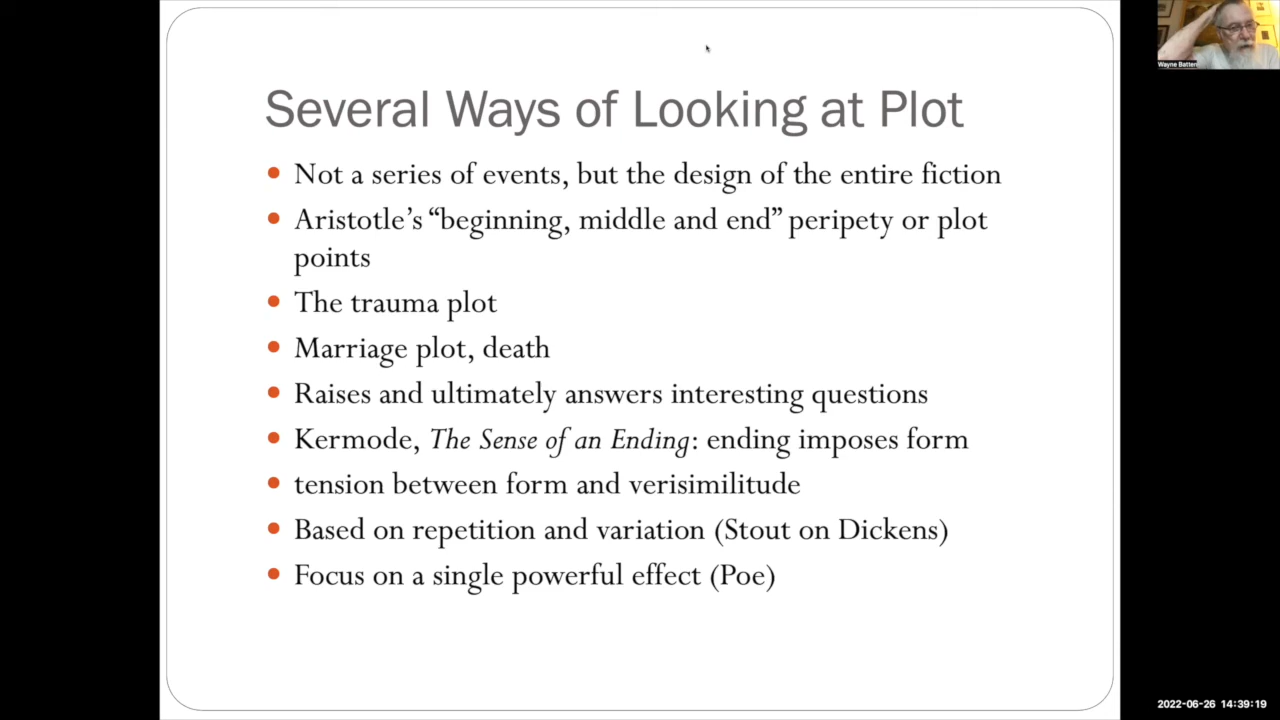 Wayne Batten
Several Ways of Looking at Plot
Not a series of events, but the design of the entire fiction
Aristotle’s “beginning, middle and end” peripety or plot
points
The trauma plot
Marriage plot, death
Raises and ultimately answers interesting questions
Kermode, The Sense of an Ending: ending imposes form
tension between form and verisimilitude
Based on repetition and variation (Stout on Dickens)
Focus on a single powerful effect (Poe)
2022-06-26 14:39:19